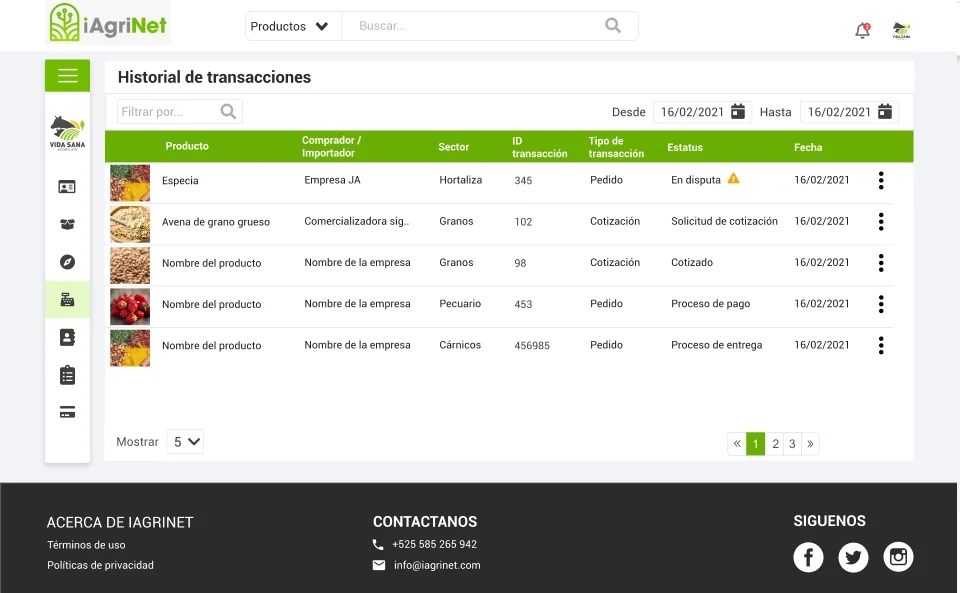 iAgriNet
Productos
Buscar...
Historial de transacciones
Filtrar por...
Desde 16/02/2021 Hasta 16/02/2021
VIDA SANA
Producto
Comprador / Importador
Sector
ID transacción
Tipo de transacción
Estatus
Fecha
Especia Empresa JA Hortaliza 345 Pedido En disputa 16/02/2021
Avena de grano grueso Comercializadora sig.. Granos 102 Cotización Solicitud de cotización 16/02/2021
Nombre del producto Nombre de la empresa Granos 98 Cotización Cotizado 16/02/2021
Nombre del producto Nombre de la empresa Pecuario 453 Pedido Proceso de pago 16/02/2021
Nombre del producto Nombre de la empresa Cárnicos 456985 Pedido Proceso de entrega 16/02/2021
Mostrar 5
« 1 2 3 »
ACERCA DE IAGRINET
Términos de uso
Políticas de privacidad
CONTACTANOS
+525 585 265 942
info@iagrinet.com
SIGUENOS